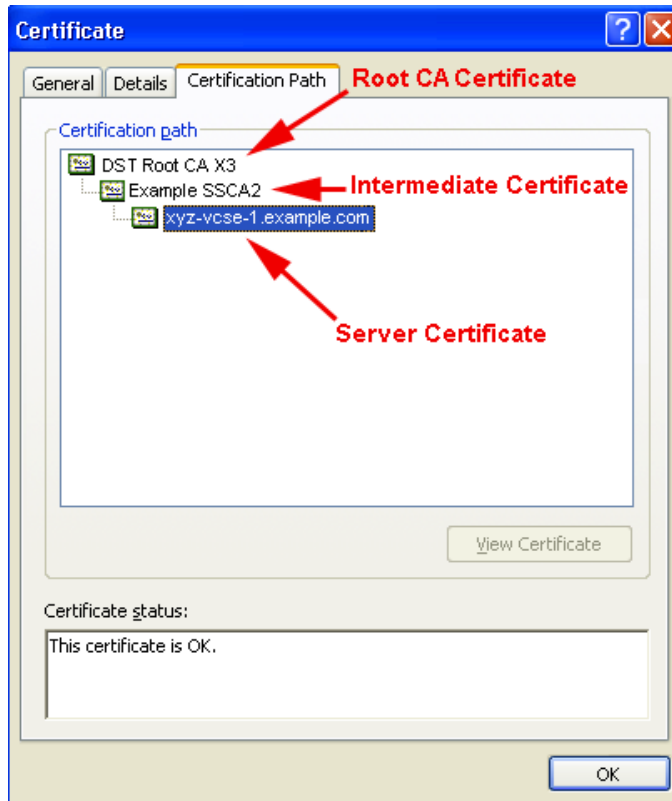 Certificate
General Details Certification Path Root CA Certificate
Certification path
DST Root CA X3
Example SSCA2 Intermediate Certificate
xyz-vcse-1.example.com
Server Certificate
View Certificate
Certificate status:
This certificate is OK.
OK